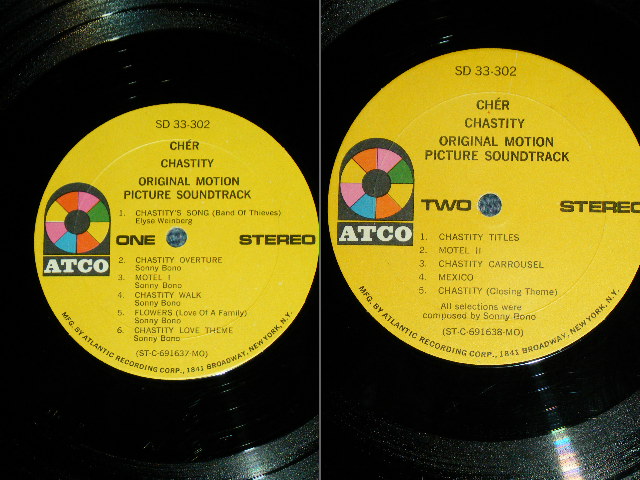 SD 33-302
CHÉR
CHASTITY
ORIGINAL MOTION
PICTURE SOUNDTRACK
1. CHASTITY'S SONG (Band Of Thieves)
Elyse Weinberg
ONE STEREO
ATCO
2. CHASTITY OVERTURE
Sonny Bono
3. MOTEL I
Sonny Bono
4. CHASTITY WALK
Sonny Bono
5. FLOWERS (Love Of A Family)
Sonny Bono
6. CHASTITY LOVE THEME
Sonny Bono
(ST-C-691637-MO)
MFG. BY ATLANTIC RECORDING CORP., 1841 BROADWAY, NEW YORK, N.Y.
SD 33-302
CHÉR
CHASTITY
ORIGINAL MOTION
PICTURE SOUNDTRACK
TWO STEREO
ATCO
1. CHASTITY TITLES
2. MOTEL II
3. CHASTITY CARROUSEL
4. MEXICO
5. CHASTITY (Closing Theme)
All selections were
composed by Sonny Bono
(ST-C-691638-MO)
MFG. BY ATLANTIC RECORDING CORP., 1841 BROADWAY, NEW YORK, N.Y.